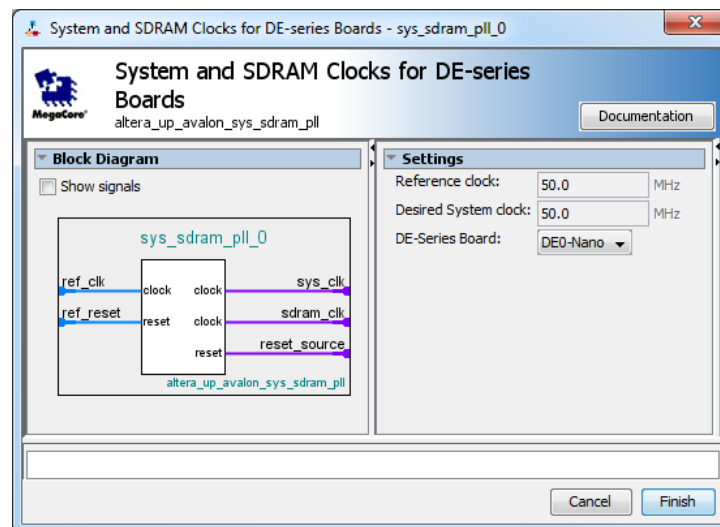 System and SDRAM Clocks for DE-series Boards - sys_sdram_pll_0
System and SDRAM Clocks for DE-series
Boards
altera_up_avalon_sys_sdram_pll
MegaCore®
Documentation
Block Diagram
Show signals
sys_sdram_pll_0
ref_clk
clock
clock
sys_clk
ref_reset
reset
clock
sdram_clk
reset
reset_source
altera_up_avalon_sys_sdram_pll
Settings
Reference clock: 50.0 MHz
Desired System clock: 50.0 MHz
DE-Series Board: DE0-Nano
Cancel
Finish